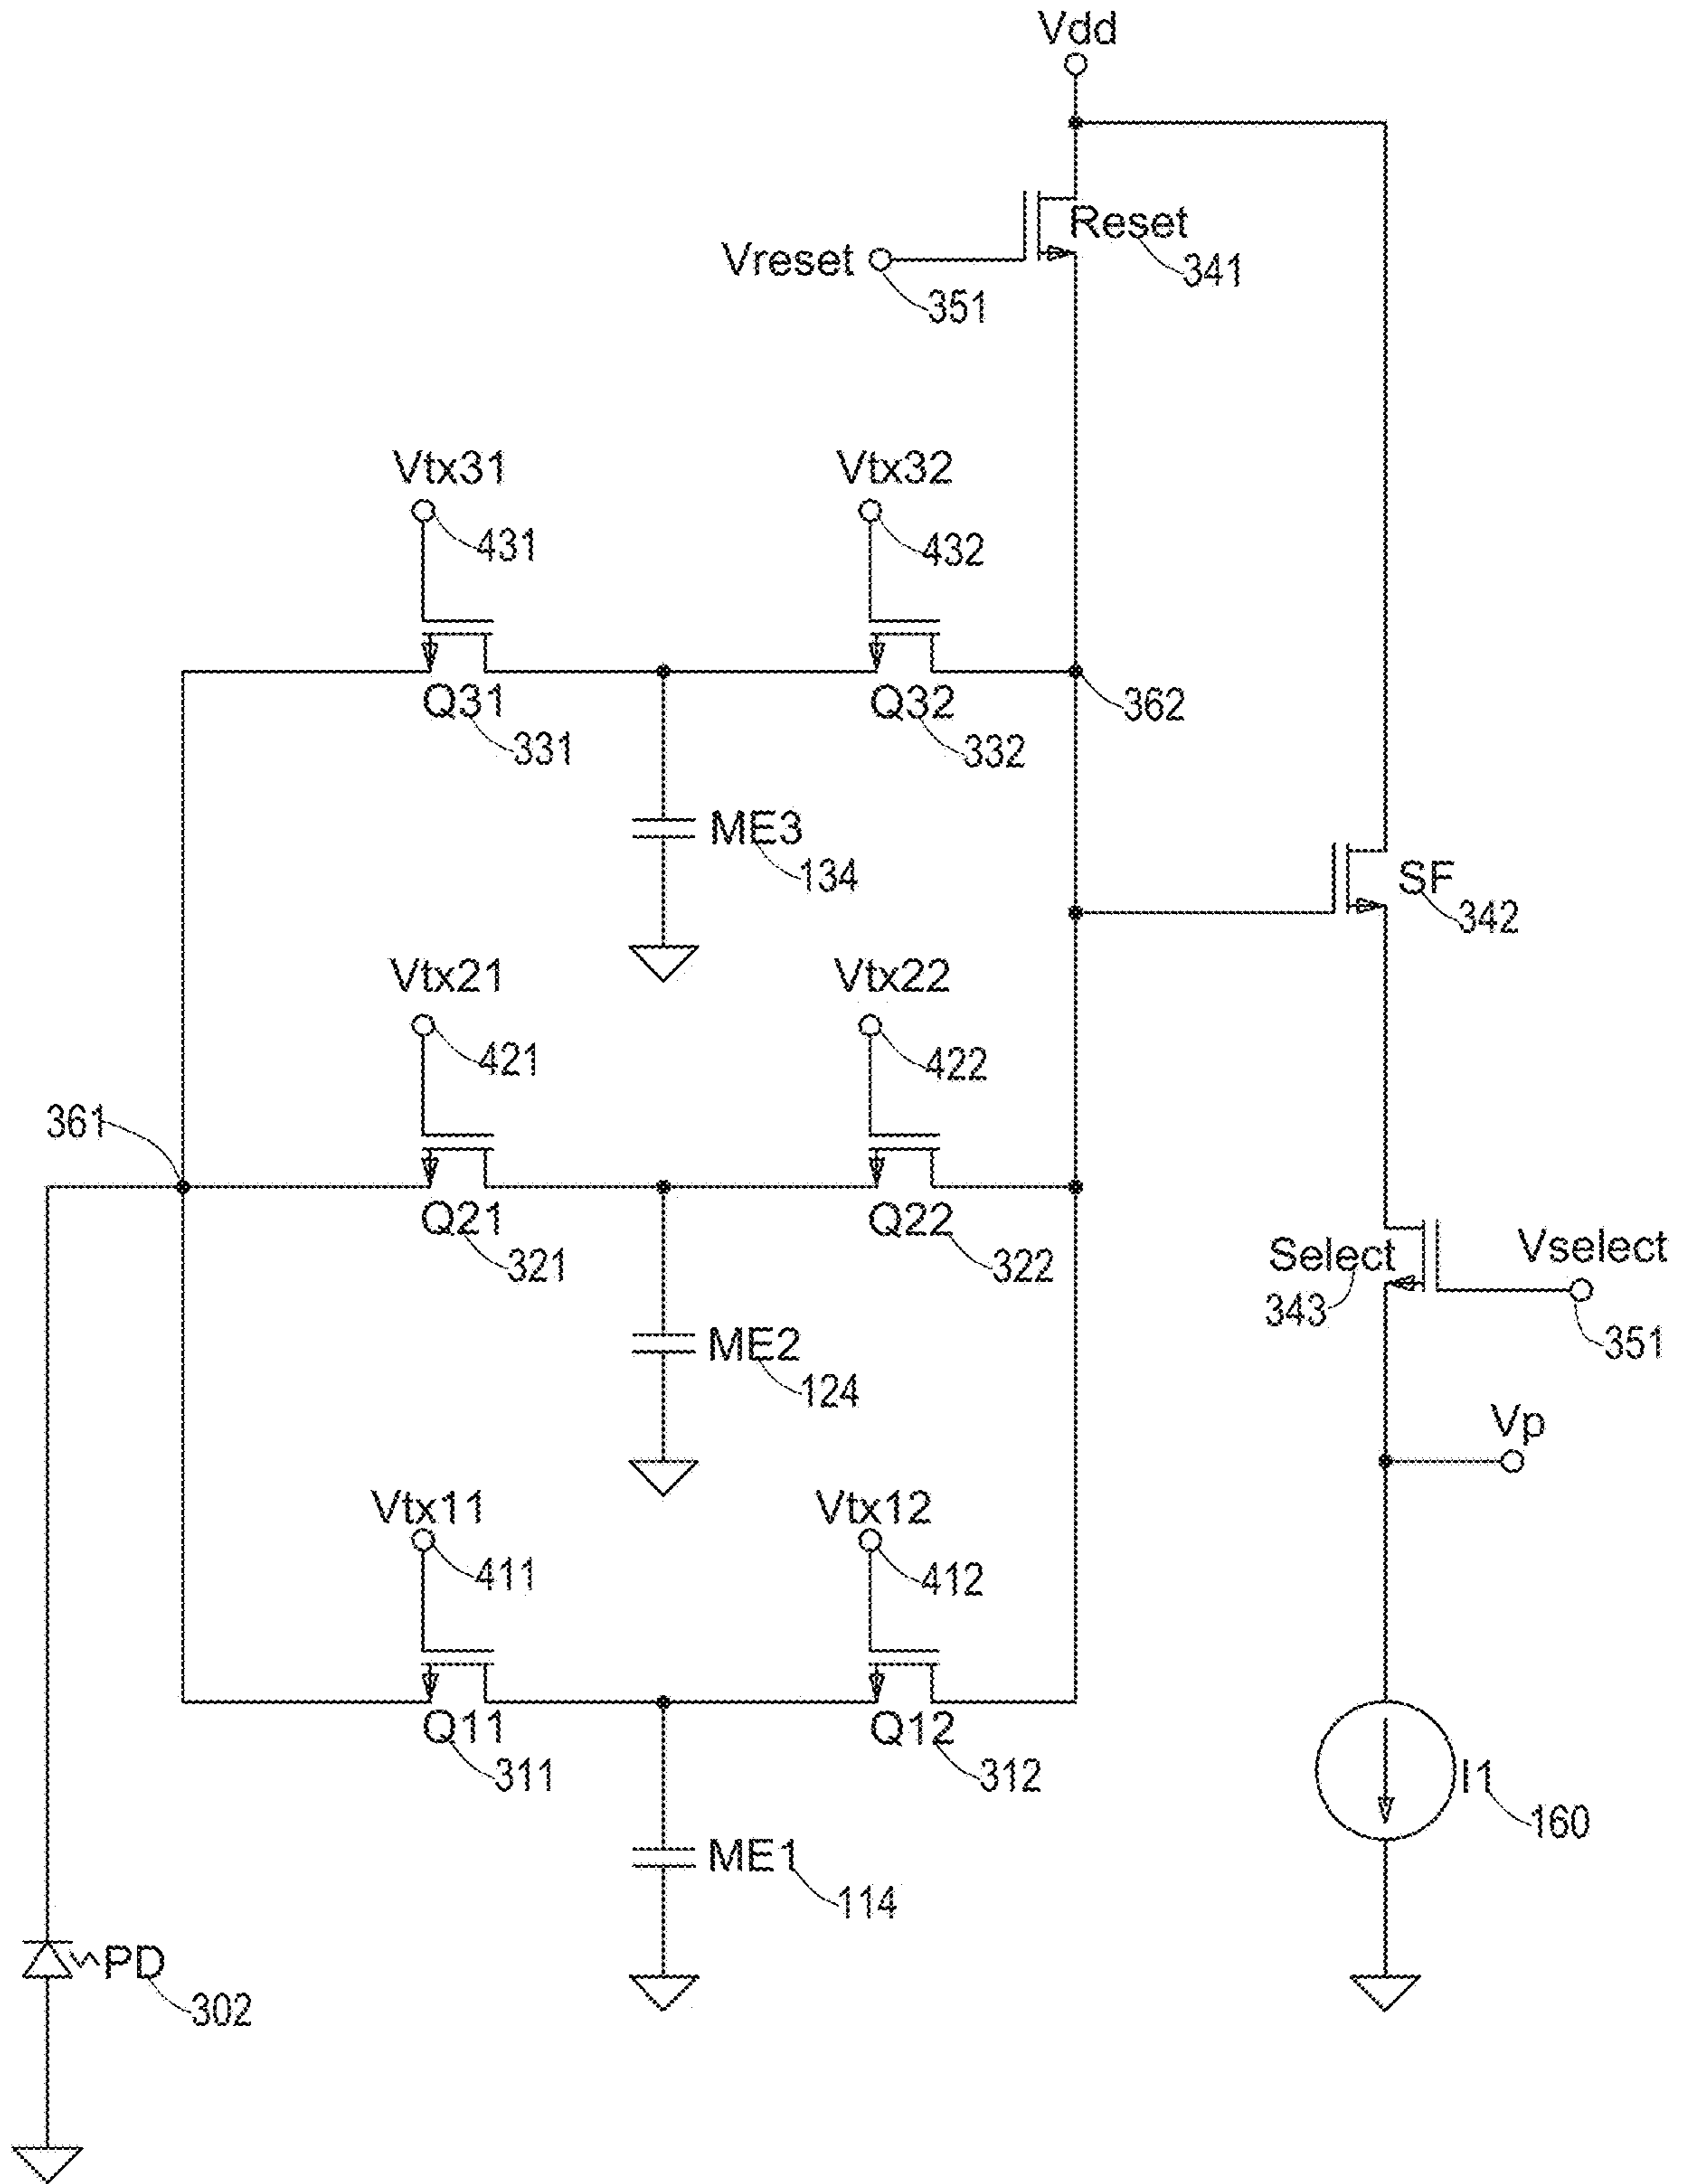 Vdd
Reset
341
Vreset
351
Vtx31
431
Vtx32
432
Q31
331
Q32
332
362
ME3
134
SF
342
Vtx21
421
Vtx22
422
361
Q21
321
Q22
322
Select
343
Vselect
351
ME2
124
Vp
Vtx11
411
Vtx12
412
Q11
311
Q12
312
I1
160
ME1
114
PD
302